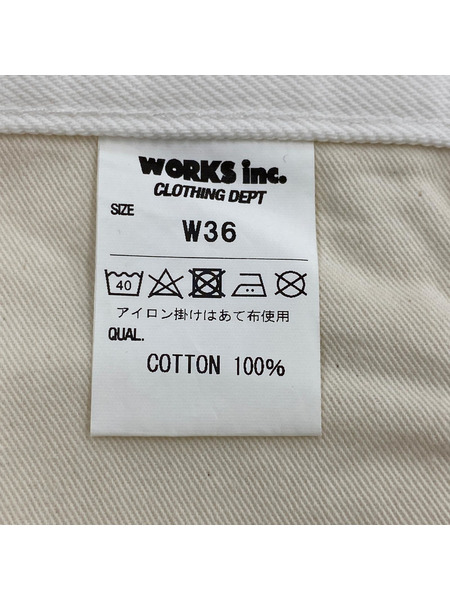 WORKS inc.
CLOTHING DEPT
SIZE
W36
40
アイロン掛けはあて布使用
QUAL.
COTTON 100%